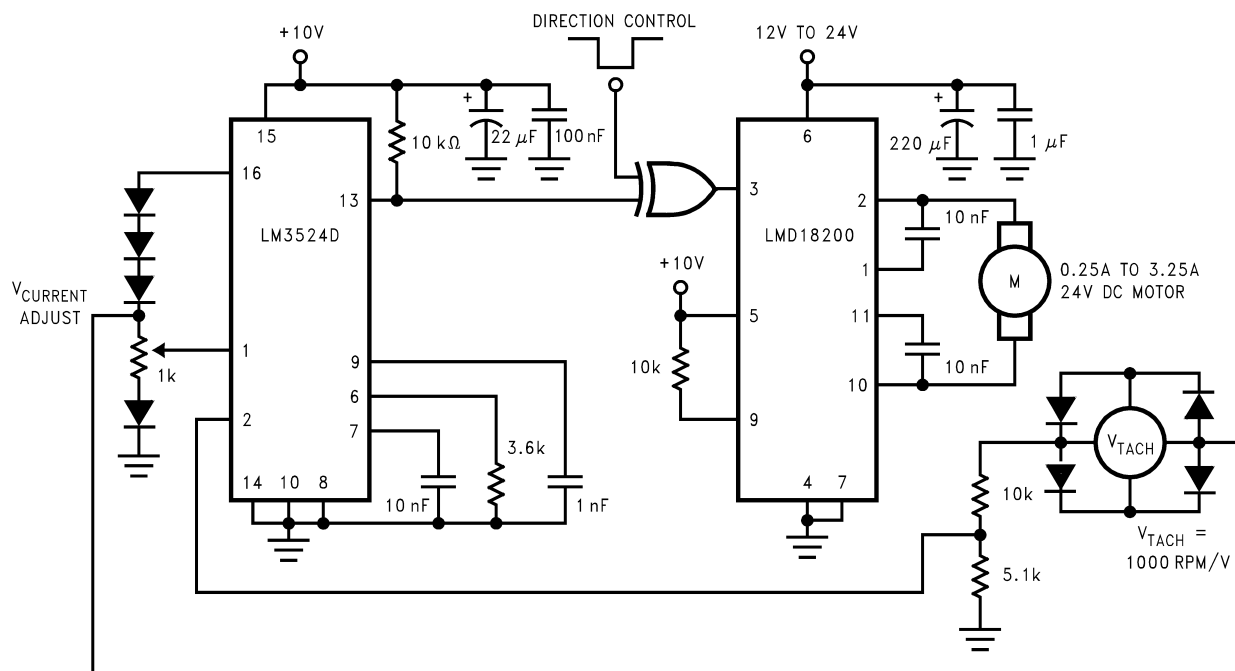 DIRECTION CONTROL
+10V
12V TO 24V
15
6
16
10 kΩ
+
22 μF
100 nF
+
220 μF
1 μF
13
3
2
10 nF
LM3524D
LMD18200
1
+10V
M
0.25A TO 3.25A
24V DC MOTOR
V CURRENT
ADJUST
5
11
1
1k
9
10k
10 nF
10
6
2
7
9
3.6k
V TACH
14
10
8
10 nF
1 nF
4
7
10k
V TACH =
1000 RPM/V
5.1k